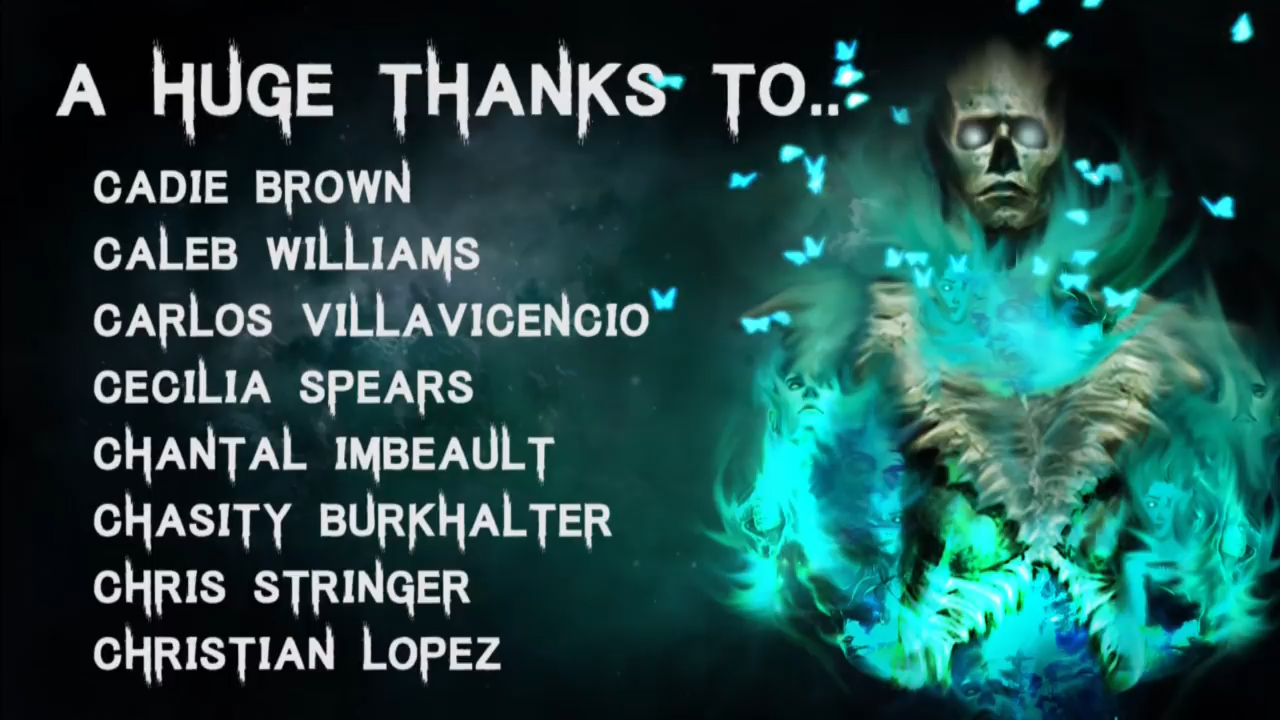 A HUGE THANKS TO..
CADIE BROWN
CALEB WILLIAMS
CARLOS VILLAVICENCIO
CECILIA SPEARS
CHANTAL IMBEAULT
CHASITY BURKHALTER
CHRIS STRINGER
CHRISTIAN LOPEZ